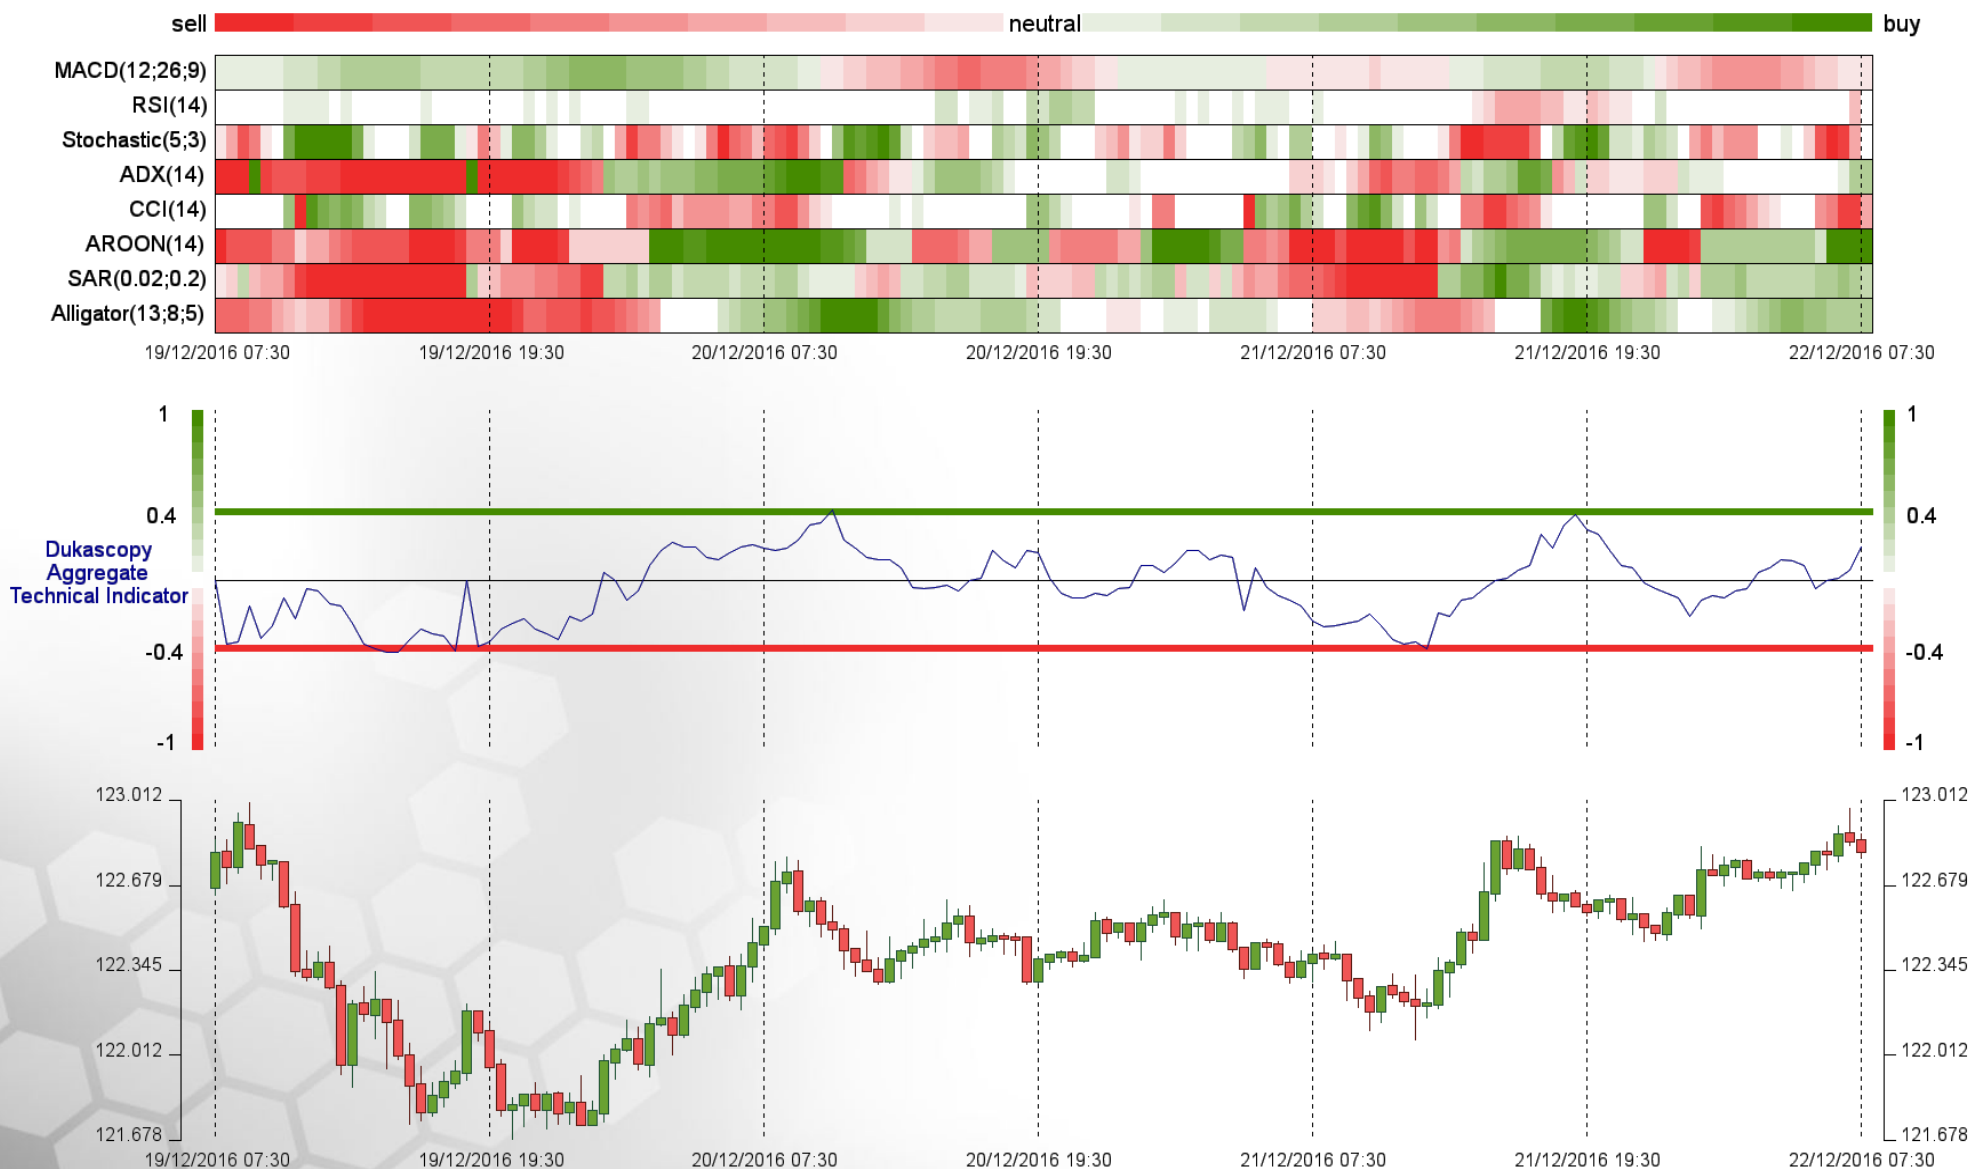 sell neutral buy
MACD(12;26;9)
RSI(14)
Stochastic(5;3)
ADX(14)
CCI(14)
AROON(14)
SAR(0.02;0.2)
Alligator(13;8;5)
19/12/2016 07:30 19/12/2016 19:30 20/12/2016 07:30 20/12/2016 19:30 21/12/2016 07:30 21/12/2016 19:30 22/12/2016 07:30
1 1
0.4 0.4
Dukascopy
Aggregate
Technical Indicator
-0.4 -0.4
-1 -1
123.012 123.012
122.679 122.679
122.345 122.345
122.012 122.012
121.678 121.678
19/12/2016 07:30 19/12/2016 19:30 20/12/2016 07:30 20/12/2016 19:30 21/12/2016 07:30 21/12/2016 19:30 22/12/2016 07:30